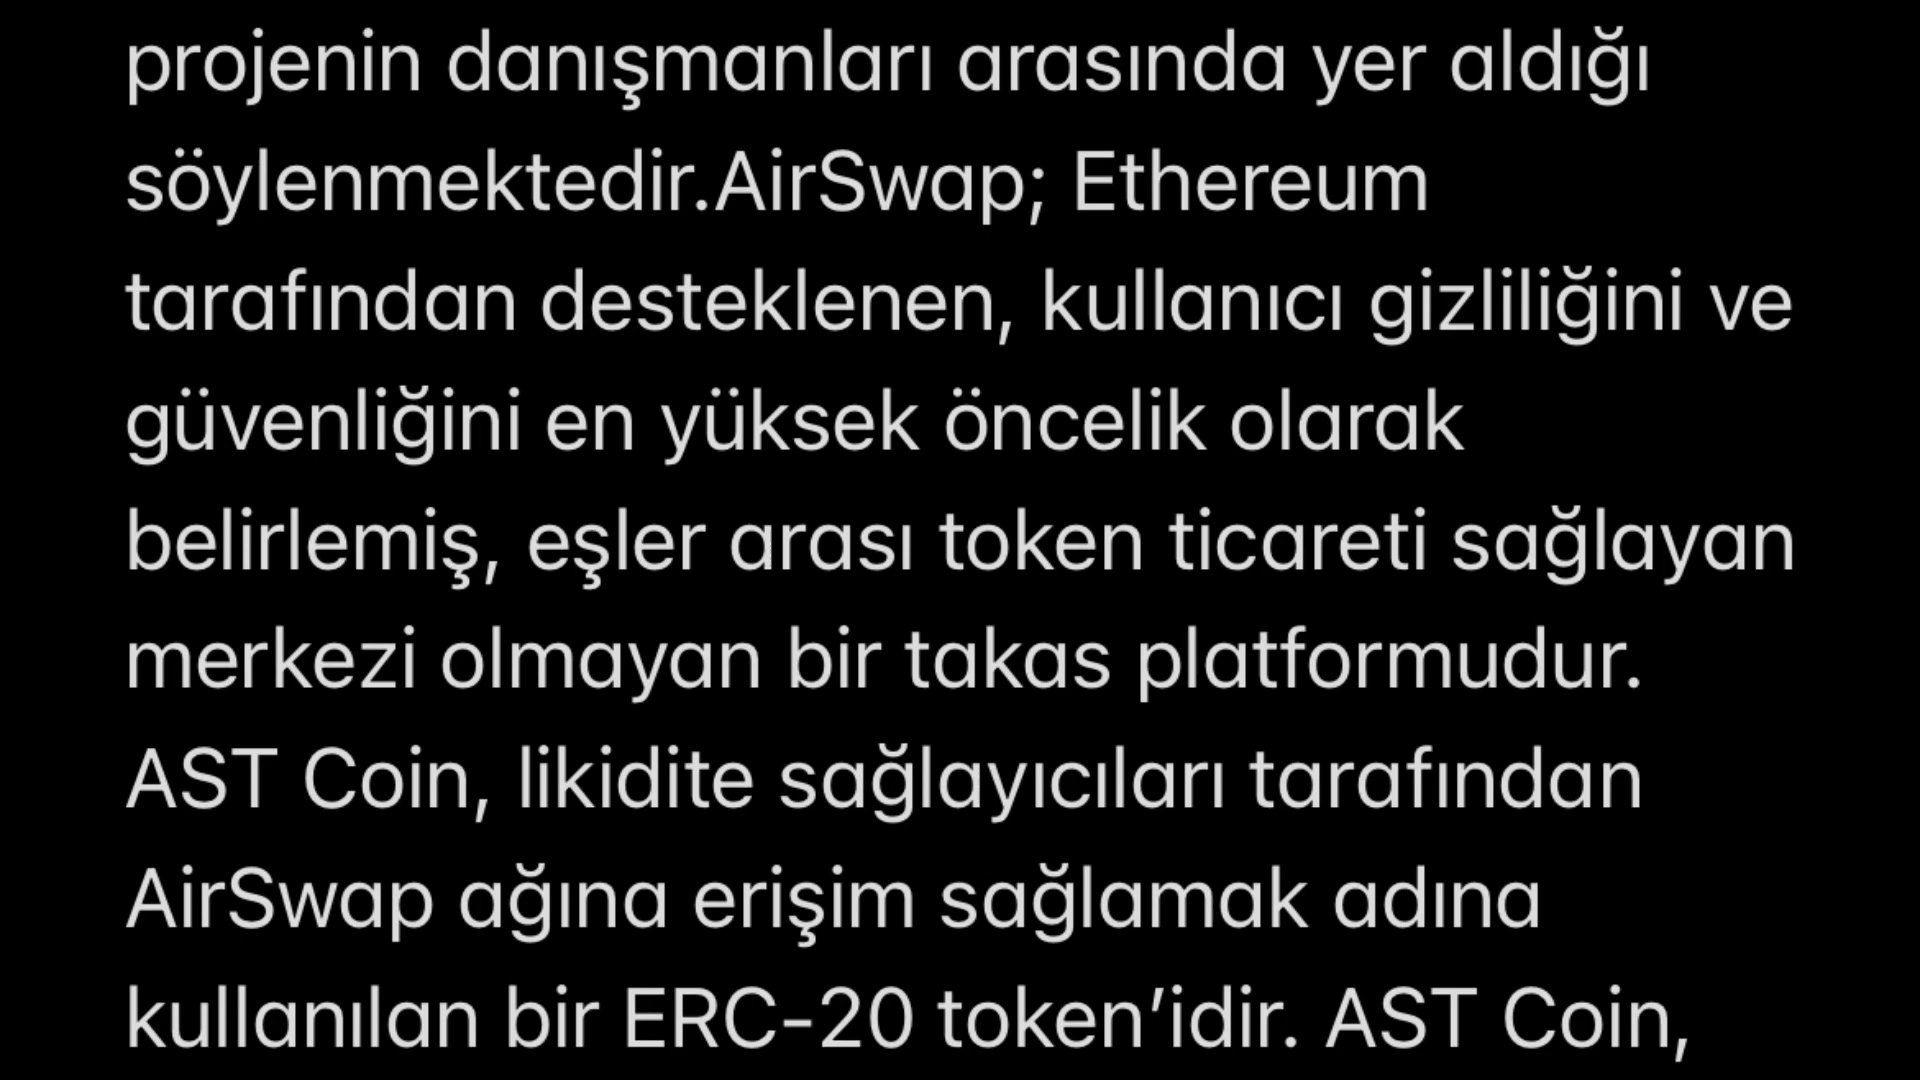 projenin danışmanları arasında yer aldığı
söylenmektedir.AirSwap; Ethereum
tarafından desteklenen, kullanıcı gizliliğini ve
güvenliğini en yüksek öncelik olarak
belirlemiş, eşler arası token ticareti sağlayan
merkezi olmayan bir takas platformudur.
AST Coin, likidite sağlayıcıları tarafından
AirSwap ağına erişim sağlamak adına
kullanılan bir ERC-20 token’idir. AST Coin,